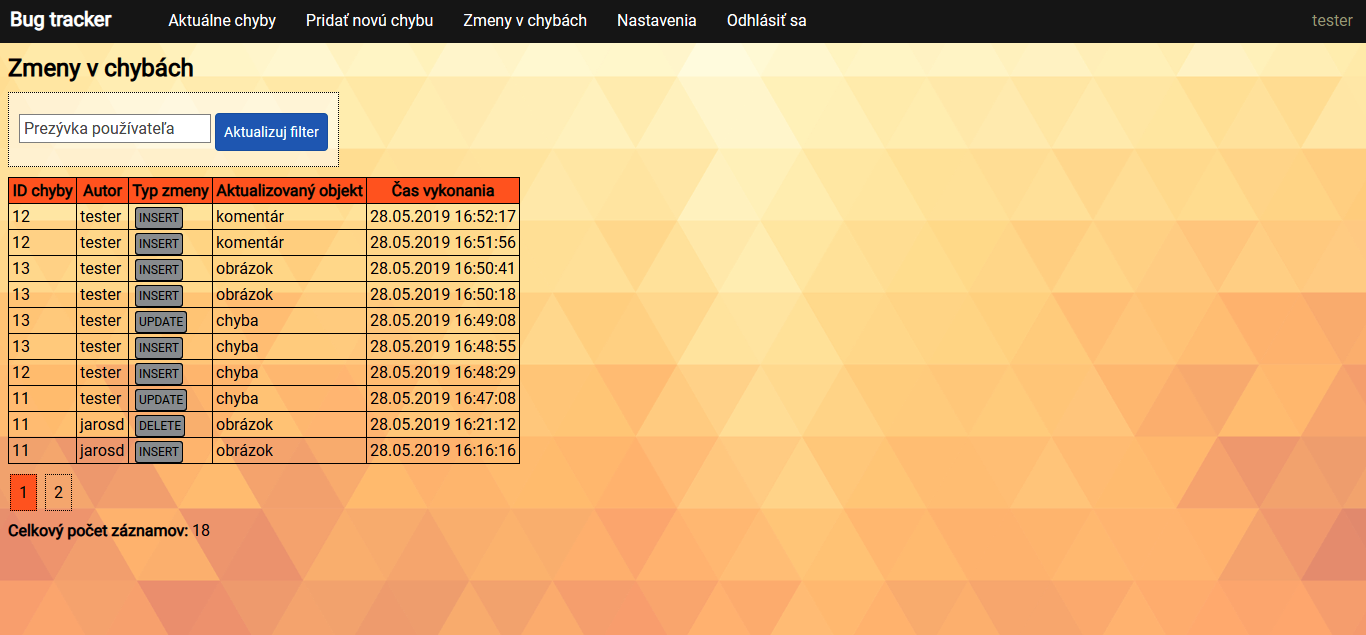 Bug tracker Aktuálne chyby Pridať novú chybu Zmeny v chybách Nastavenia Odhlásiť sa tester
Zmeny v chybách
Prezývka používateľa Aktualizuj filter
ID chyby Autor Typ zmeny Aktualizovaný objekt Čas vykonania
12 tester INSERT komentár 28.05.2019 16:52:17
12 tester INSERT komentár 28.05.2019 16:51:56
13 tester INSERT obrázok 28.05.2019 16:50:41
13 tester INSERT obrázok 28.05.2019 16:50:18
13 tester UPDATE chyba 28.05.2019 16:49:08
13 tester INSERT chyba 28.05.2019 16:48:55
12 tester INSERT chyba 28.05.2019 16:48:29
11 tester UPDATE chyba 28.05.2019 16:47:08
11 jarosd DELETE obrázok 28.05.2019 16:21:12
11 jarosd INSERT obrázok 28.05.2019 16:16:16
1 2
Celkový počet záznamov: 18